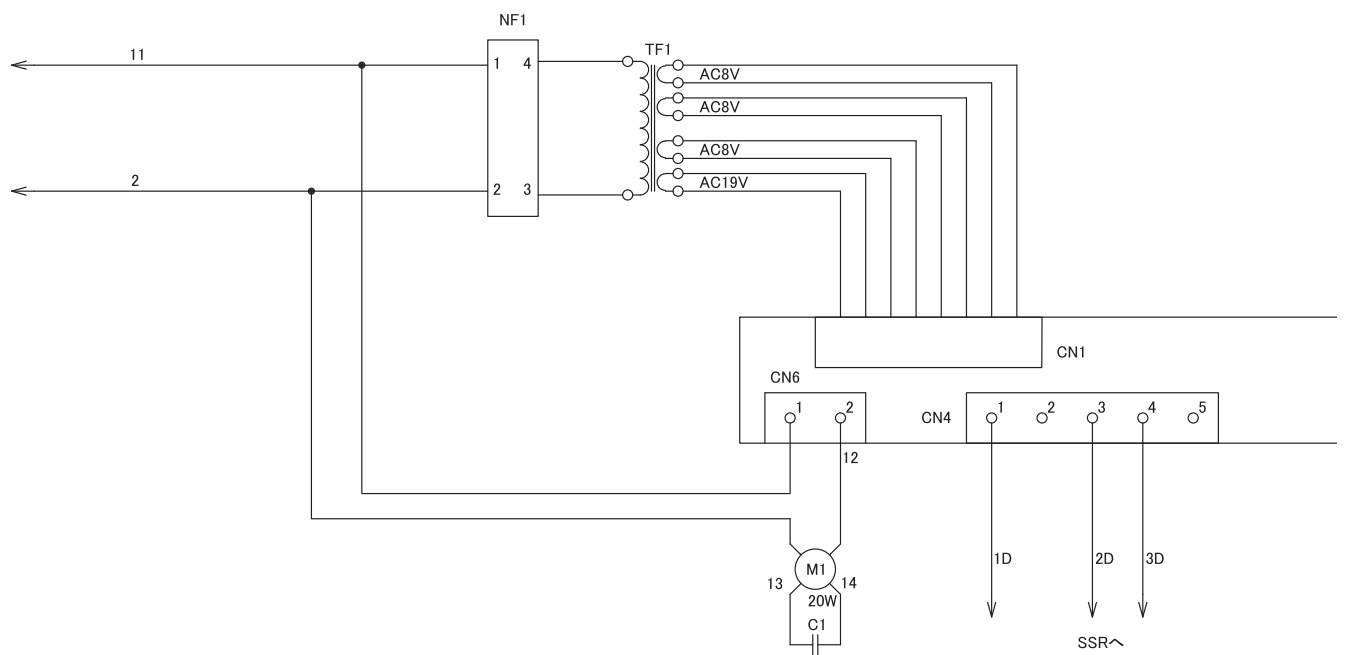 NF1
11
1 4
TF1
AC8V
AC8V
AC8V
2
2 3
AC19V
CN1
CN6
1 2
CN4
1 2 3 4 5
12
1D 2D 3D
M1
13 14
20W
C1
SSRへ